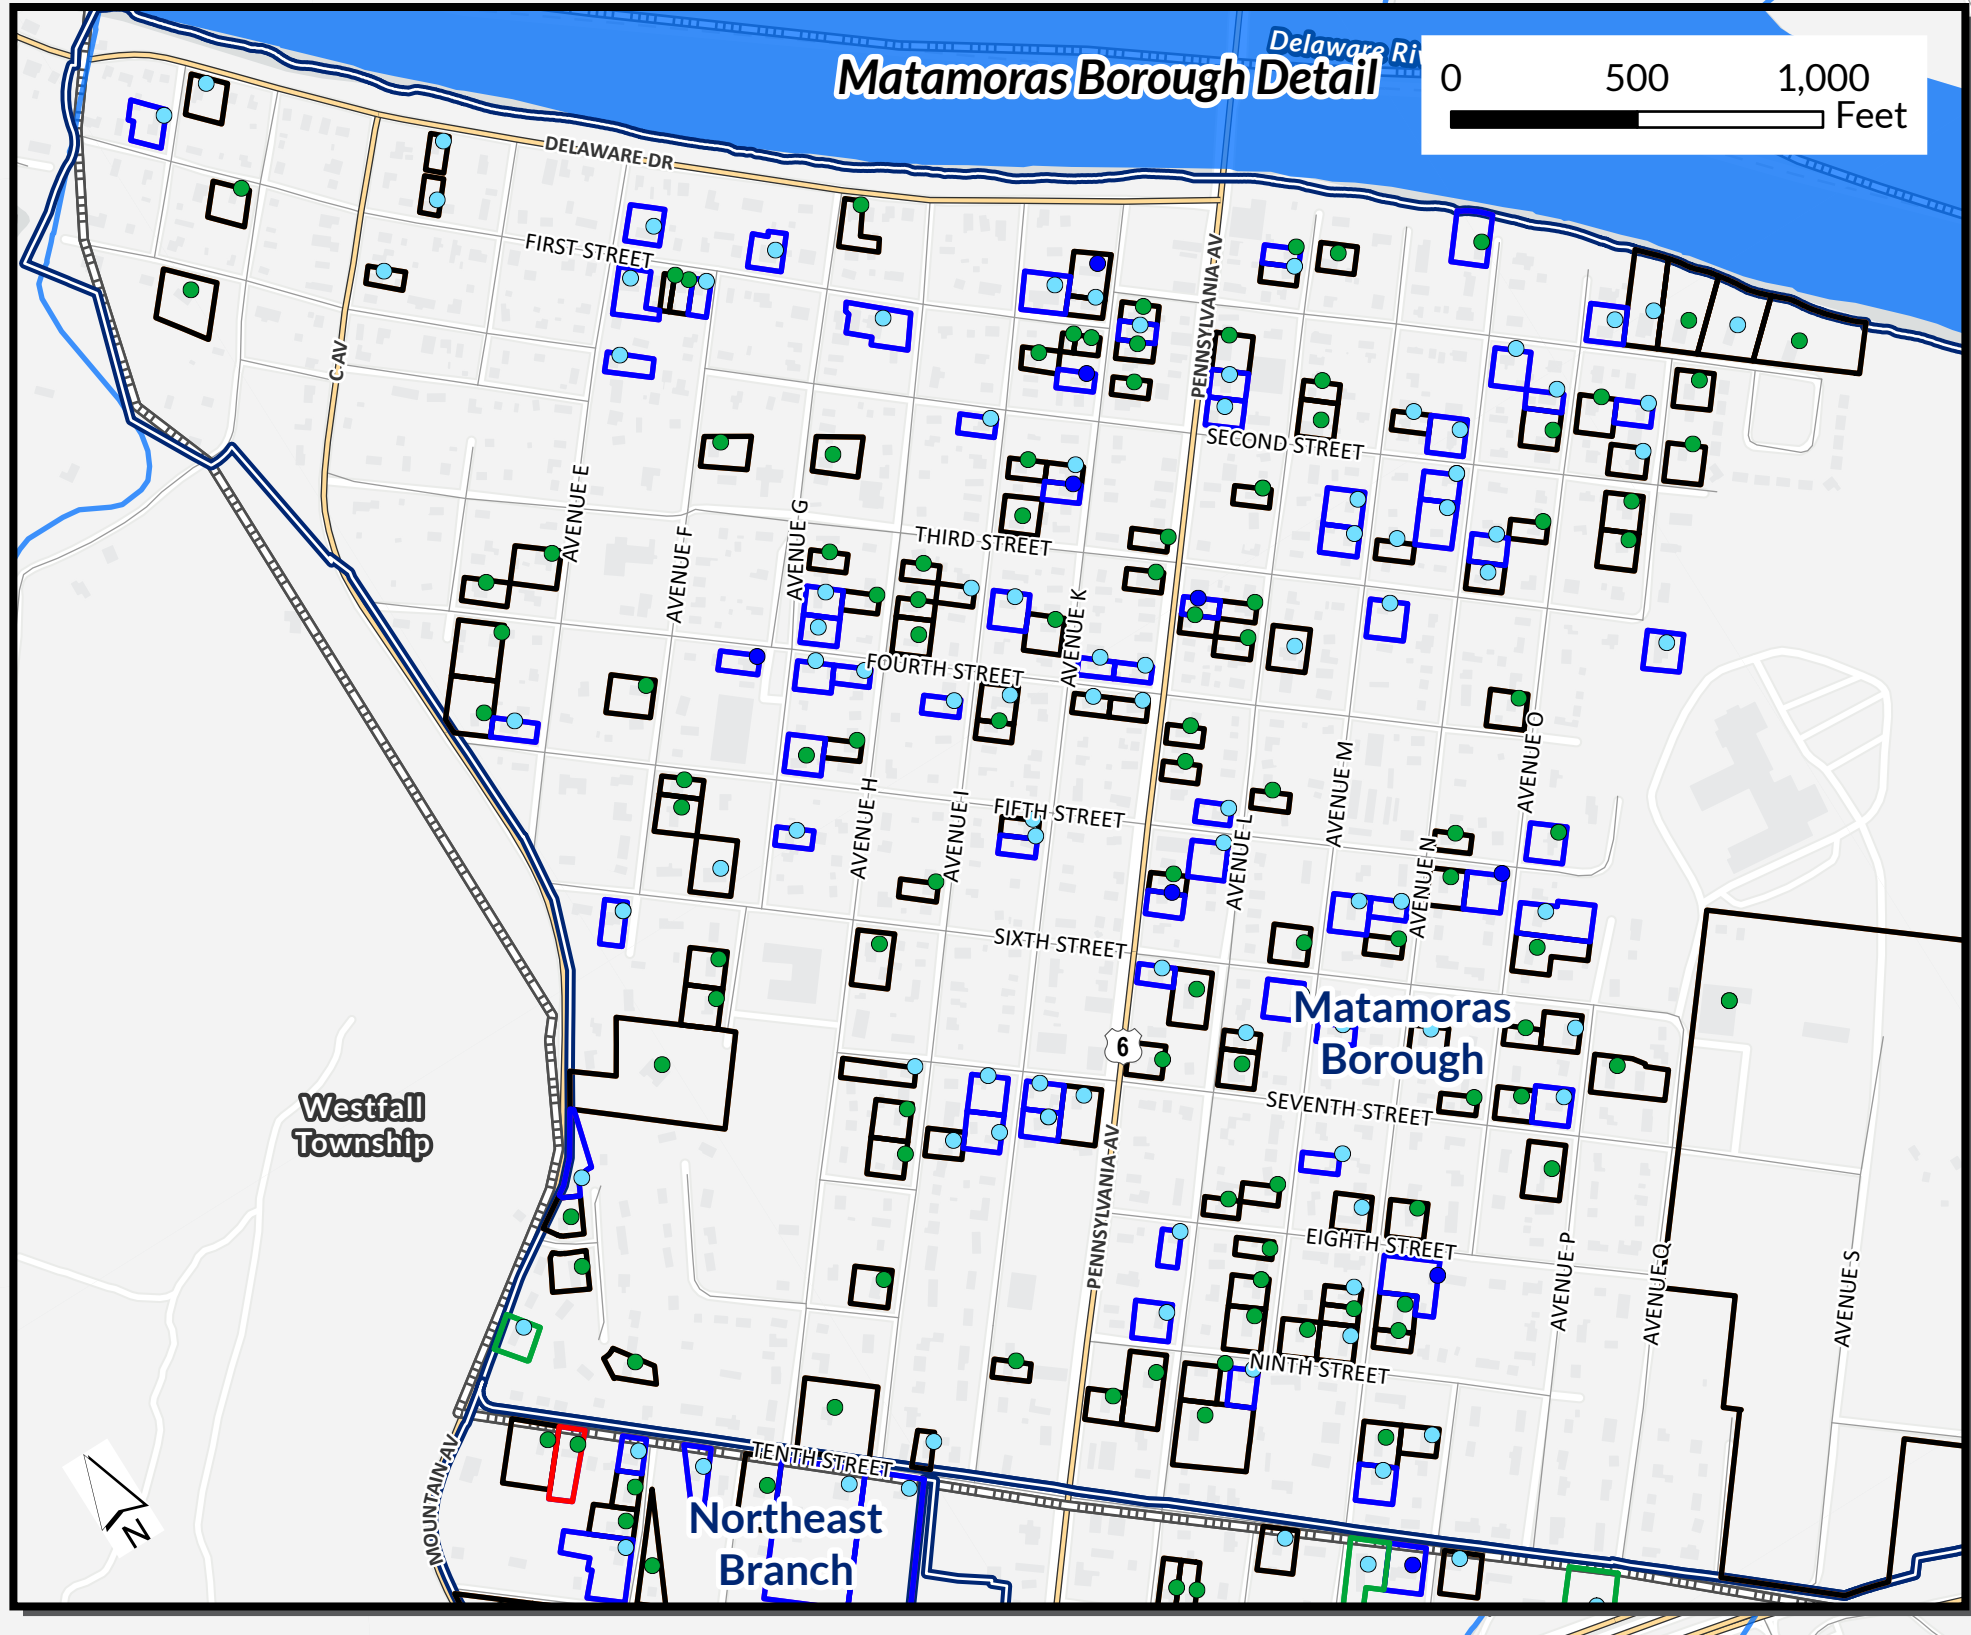 Delaware Riv
Matamoras Borough Detail
0 500 1,000
Feet
DELAWARE DR
FIRST STREET
PENNSYLVANIA AV
C AV
SECOND STREET
AVENUE E
AVENUE F
AVENUE G
THIRD STREET
AVENUE K
FOURTH STREET
AVENUE H
AVENUE I
FIFTH STREET
AVENUE L
AVENUE M
AVENUE N
AVENUE O
SIXTH STREET
Matamoras
Borough
6
SEVENTH STREET
Westfall
Township
PENNSYLVANIA AV
EIGHTH STREET
AVENUE P
AVENUE Q
AVENUE S
NINTH STREET
MOUNTAIN AV
TENTH STREET
Northeast
Branch
N